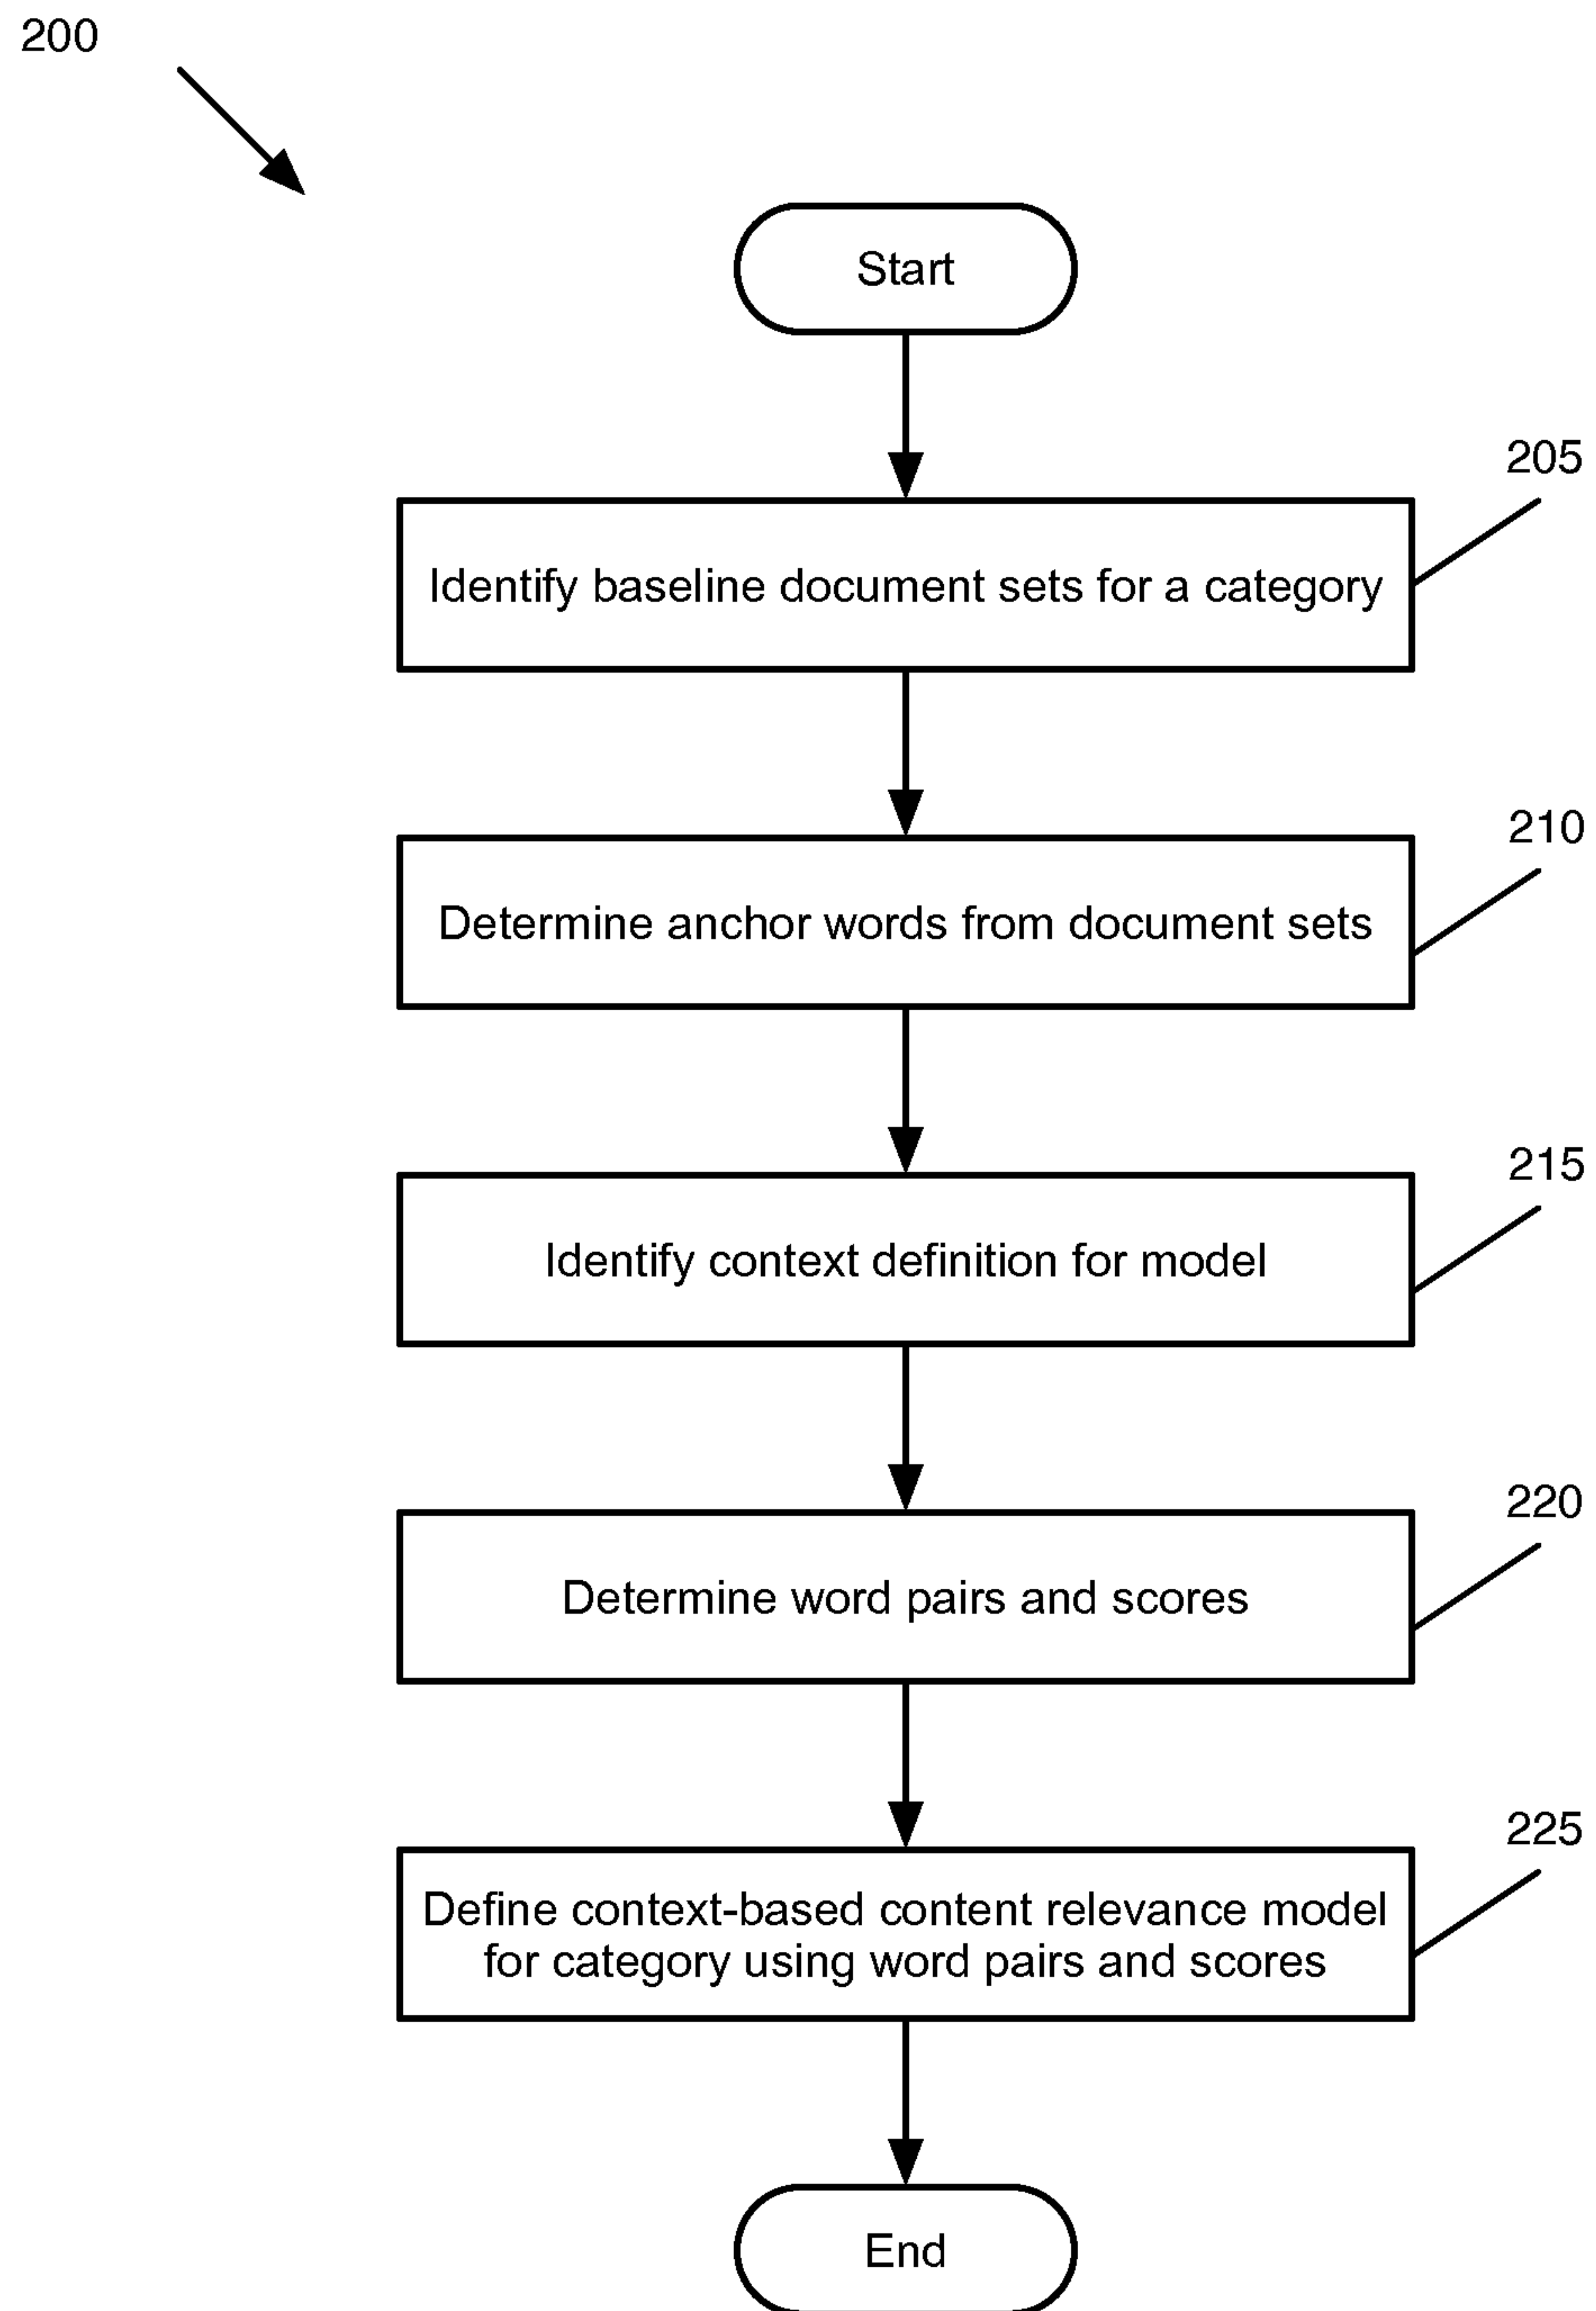 200
Start
205
Identify baseline document sets for a category
210
Determine anchor words from document sets
215
Identify context definition for model
220
Determine word pairs and scores
225
Define context-based content relevance model
for category using word pairs and scores
End